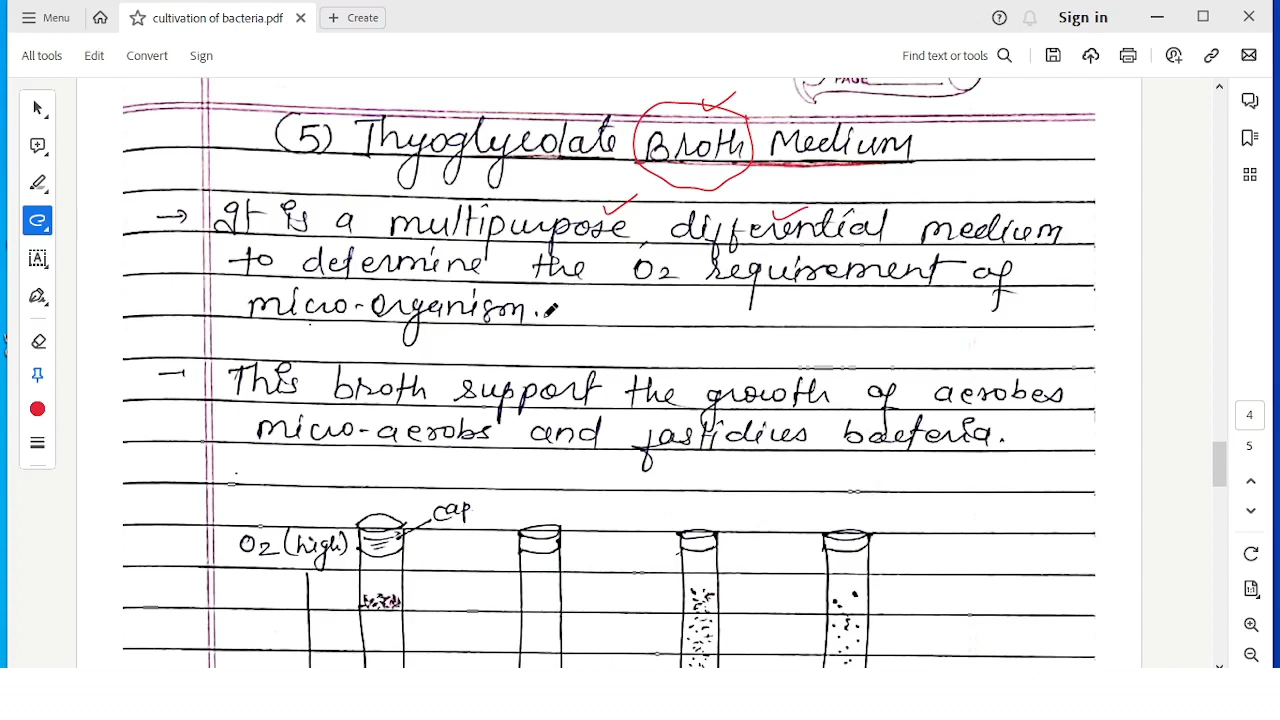 Menu
cultivation of bacteria.pdf
Create
Sign in
All tools
Edit
Convert
Sign
Find text or tools
PAGE
(5) Thyoglycolate Broth Medium
→ It is a multipurpose, differential medium
to determine the O2 requirement of
micro-organism.
- This broth support the growth of aerobes
micro-aerobs and fastidius bacteria.
cap
O2 (high)
4
5